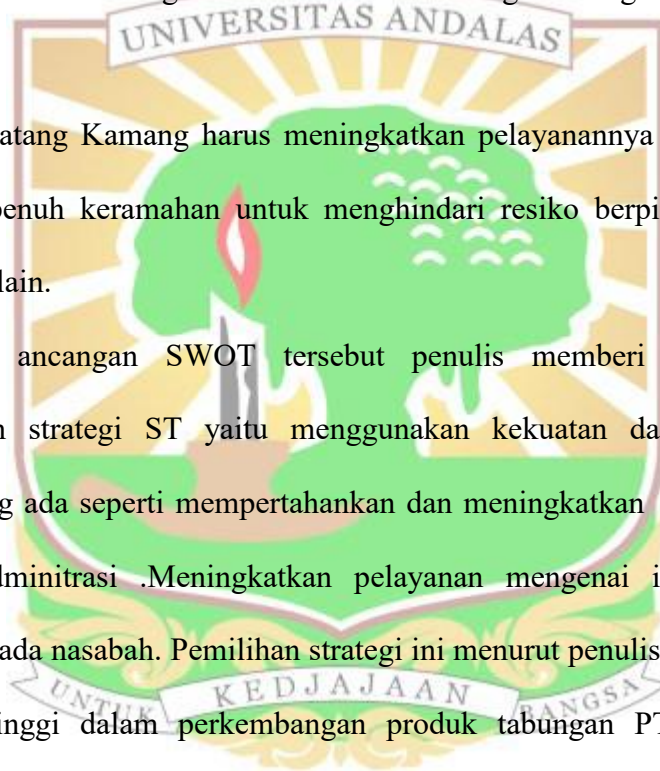 UNIVERSITAS ANDALAS
atang Kamang harus meningkatkan pelayanannya
penuh keramahan untuk menghindari resiko berpi
lain.
ancangan SWOT tersebut penulis memberi
strategi ST yaitu menggunakan kekuatan da
g ada seperti mempertahankan dan meningkatkan
dminitrasi .Meningkatkan pelayanan mengenai i
ada nasabah. Pemilihan strategi ini menurut penulis
inggi dalam perkembangan produk tabungan PT
UNTUK KEDJAJAAN BANGSA